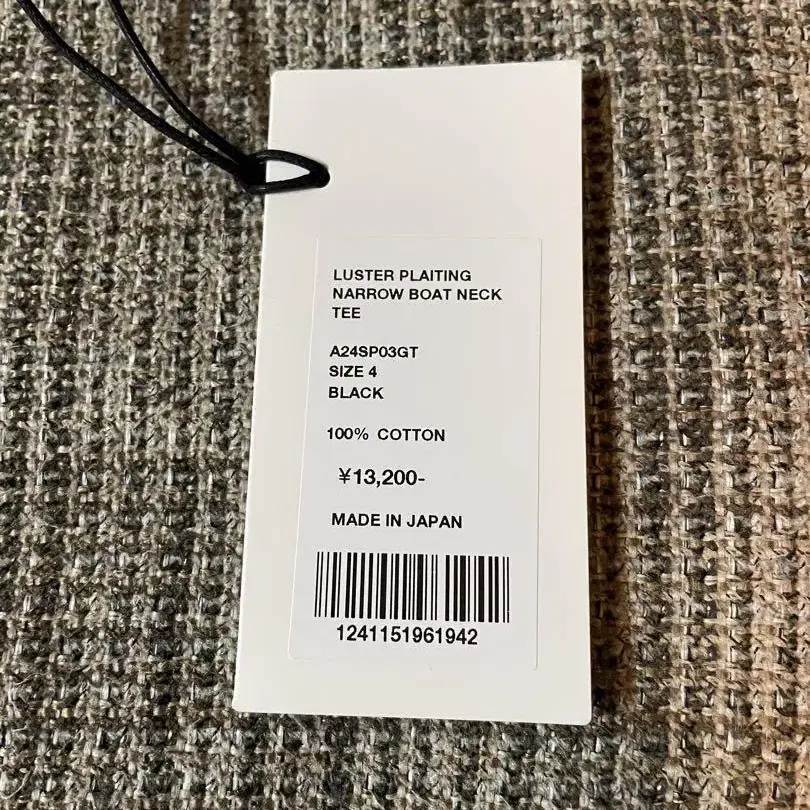 LUSTER PLAITING
NARROW BOAT NECK
TEE
A24SP03GT
SIZE 4
BLACK
100% COTTON
¥13,200-
MADE IN JAPAN
1241151961942